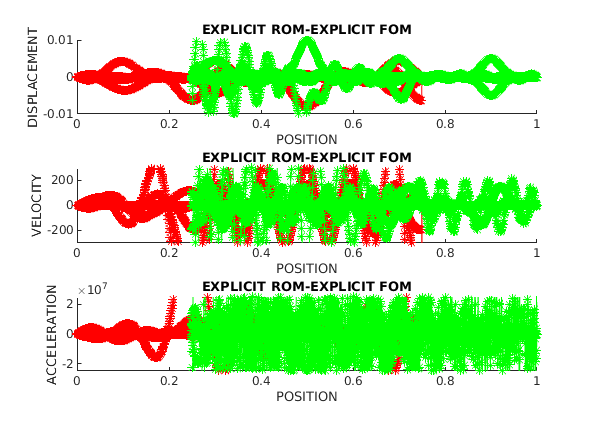 EXPLICIT ROM-EXPLICIT FOM
DISPLACEMENT
0.01
0
-0.01
0 0.2 0.4 0.6 0.8 1
POSITION
EXPLICIT ROM-EXPLICIT FOM
VELOCITY
200
0
-200
0 0.2 0.4 0.6 0.8 1
POSITION
EXPLICIT ROM-EXPLICIT FOM
×10^7
ACCELERATION
2
0
-2
0 0.2 0.4 0.6 0.8 1
POSITION